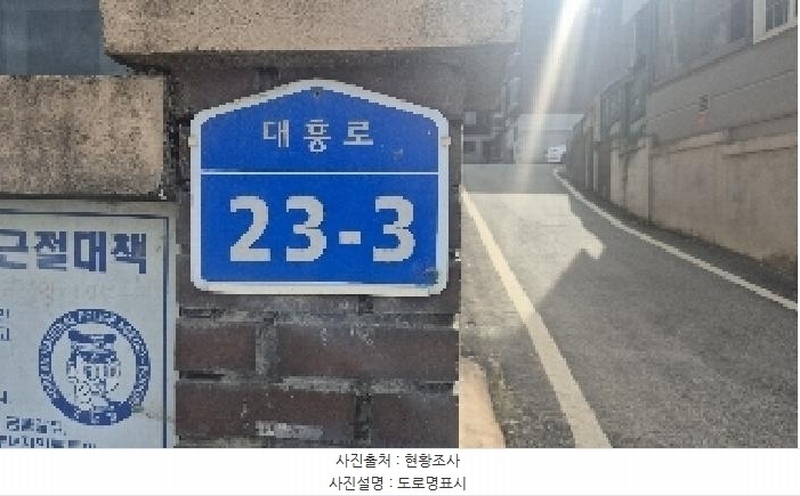 대흥로
23-3
근절대책
사진출처 : 현황조사
사진설명 : 도로명표시